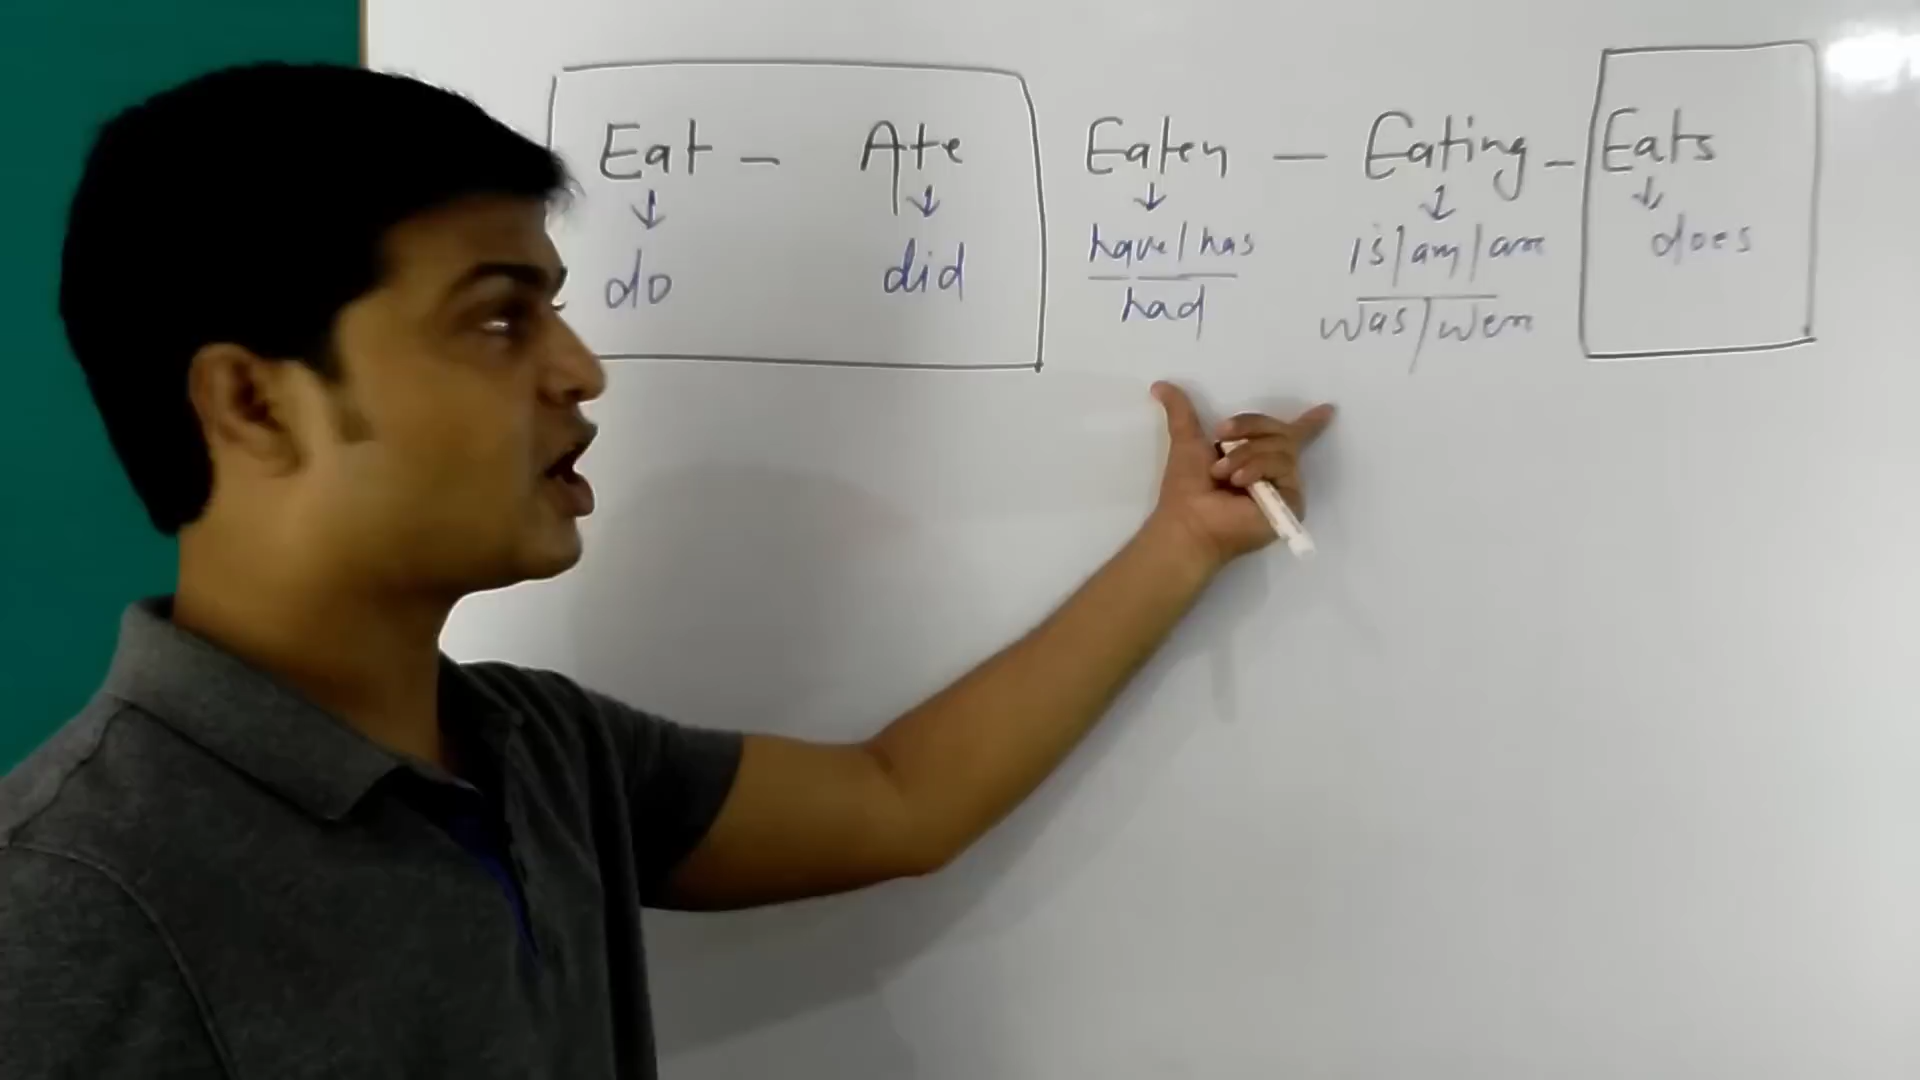 Eat - Ate Eaten - Eating - Eats
↓ ↓ ↓ ↓ ↓
do did have/has is/am/are does
had was/were